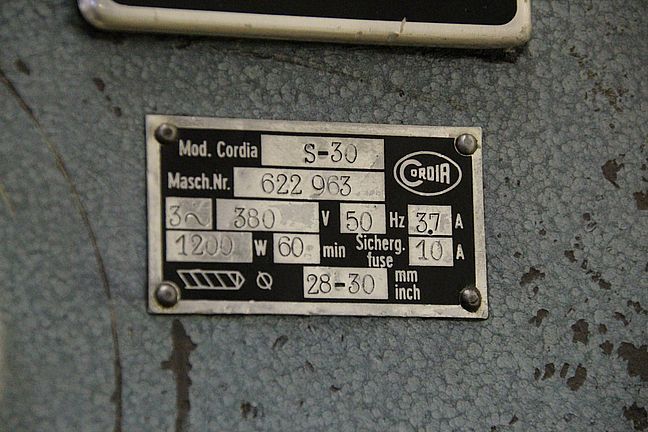 Mod. Cordia S-30
CORDIA
Masch.Nr. 622 963
3~ 380 V 50 Hz 3,7 A
1200 W 60 min Sicherg. fuse 10 A
Ø 28-30 mm inch